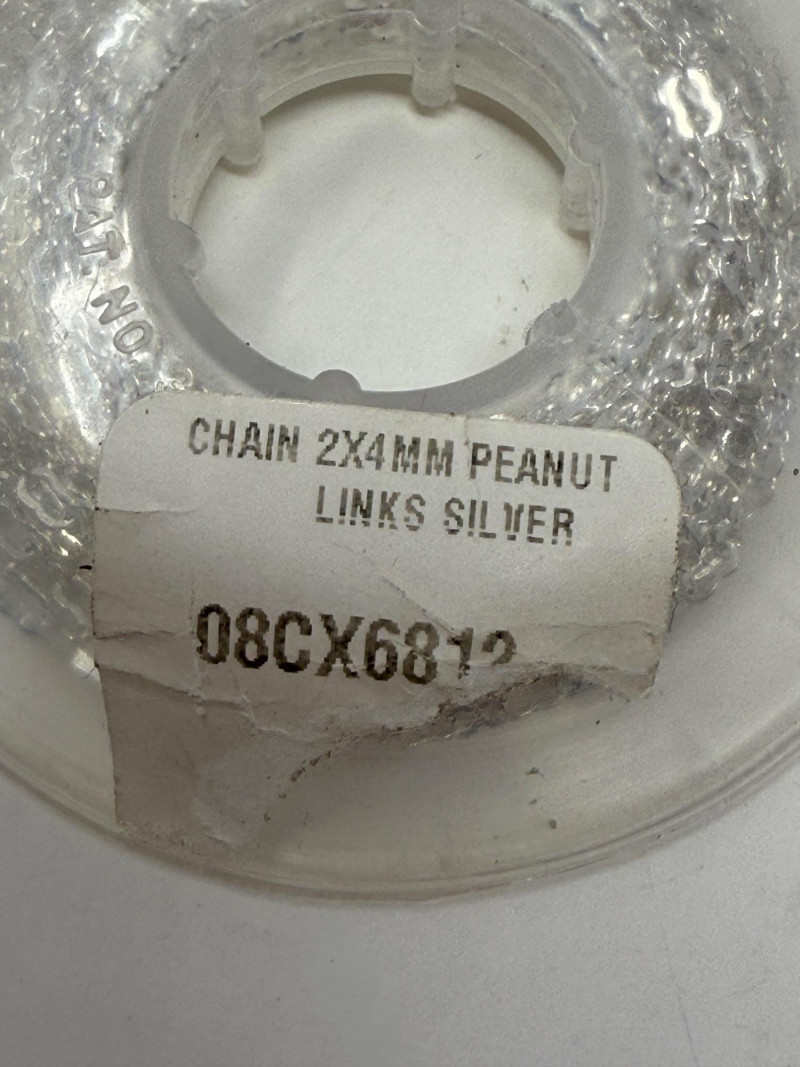 PAT. NO.
CHAIN 2X4MM PEANUT
LINKS SILVER
08CX6812